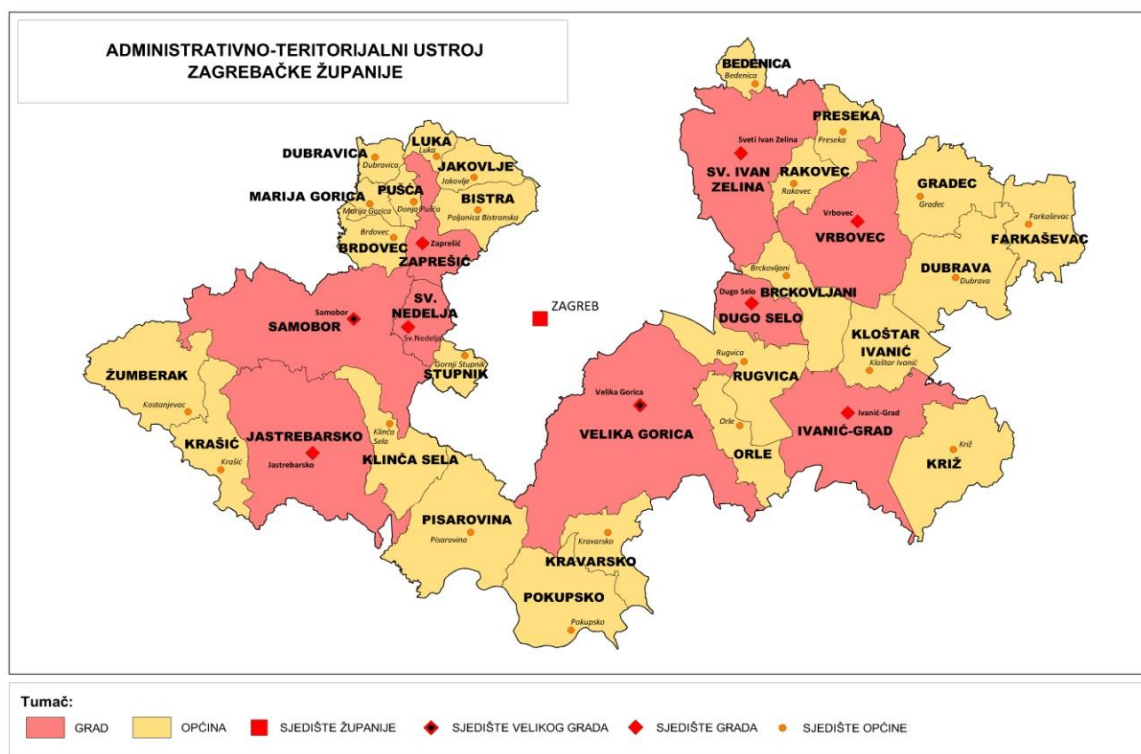 ADMINISTRATIVNO-TERITORIJALNI USTROJ
ZAGREBAČKE ŽUPANIJE
BEDENICA
Bedenica
PRESEKA
Preseka
Sveti Ivan Zelina
SV. IVAN
ZELINA
RAKOVEC
Rakovec
GRADEC
Gradec
Vrbovec
VRBOVEC
Farkaševac
FARKAŠEVAC
DUBRAVA
Dubrava
LUKA
Luka
DUBRAVICA
Dubravica
JAKOVLJE
Jakovlje
PUŠĆA
Donja Pušća
MARIJA GORICA
Marija Gorica
BISTRA
Poljanica Bistranska
Brdovec
BRDOVEC
Zaprešić
ZAPREŠIĆ
Brckovljani
BRCKOVLJANI
Dugo Selo
DUGO SELO
SV.
NEDELJA
Sv.Nedelja
Samobor
SAMOBOR
ZAGREB
Gornji Stupnik
STUPNIK
KLOŠTAR
IVANIĆ
Kloštar Ivanić
Rugvica
RUGVICA
ŽUMBERAK
Kostanjevac
Velika Gorica
VELIKA GORICA
Ivanić-Grad
IVANIĆ-GRAD
Orle
ORLE
KRAŠIĆ
Krašić
JASTREBARSKO
Jastrebarsko
Klinča
Sela
KLINČA SELA
Križ
KRIŽ
PISAROVINA
Pisarovina
Kravarsko
KRAVARSKO
POKUPSKO
Pokupsko
Tumač:
GRAD
OPĆINA
SJEDIŠTE ŽUPANIJE
SJEDIŠTE VELIKOG GRADA
SJEDIŠTE GRADA
SJEDIŠTE OPĆINE